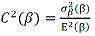 C²(β) = σ²_β(β) / E²(β)